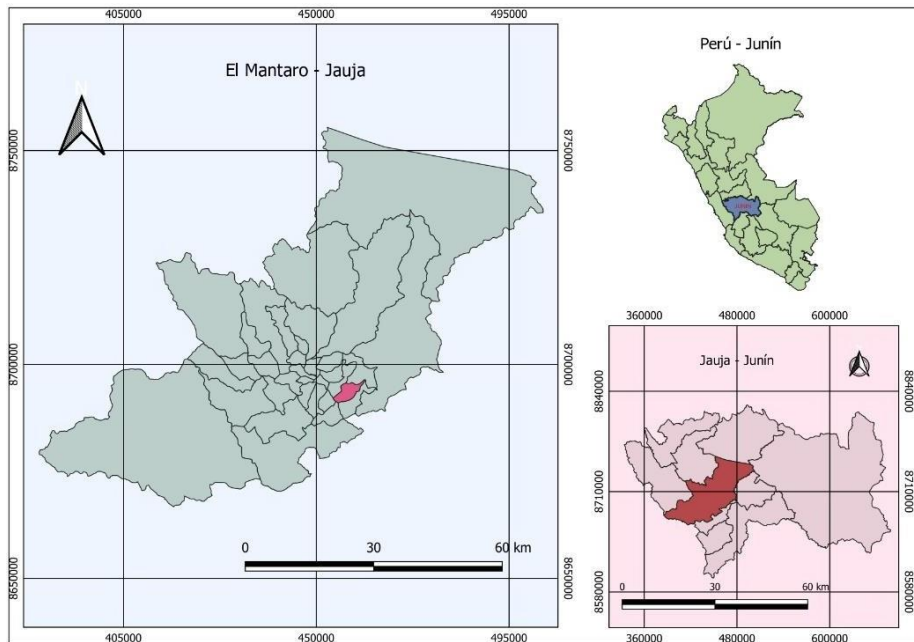 405000 450000 495000
El Mantaro - Jauja
N
8750000 8750000
8700000 8700000
8650000 8650000
0 30 60 km
405000 450000 495000
Perú - Junín
JUNIN
360000 480000 600000
Jauja - Junín
8840000 8840000
8710000 8710000
8580000 8580000
0 30 60 km
360000 480000 600000